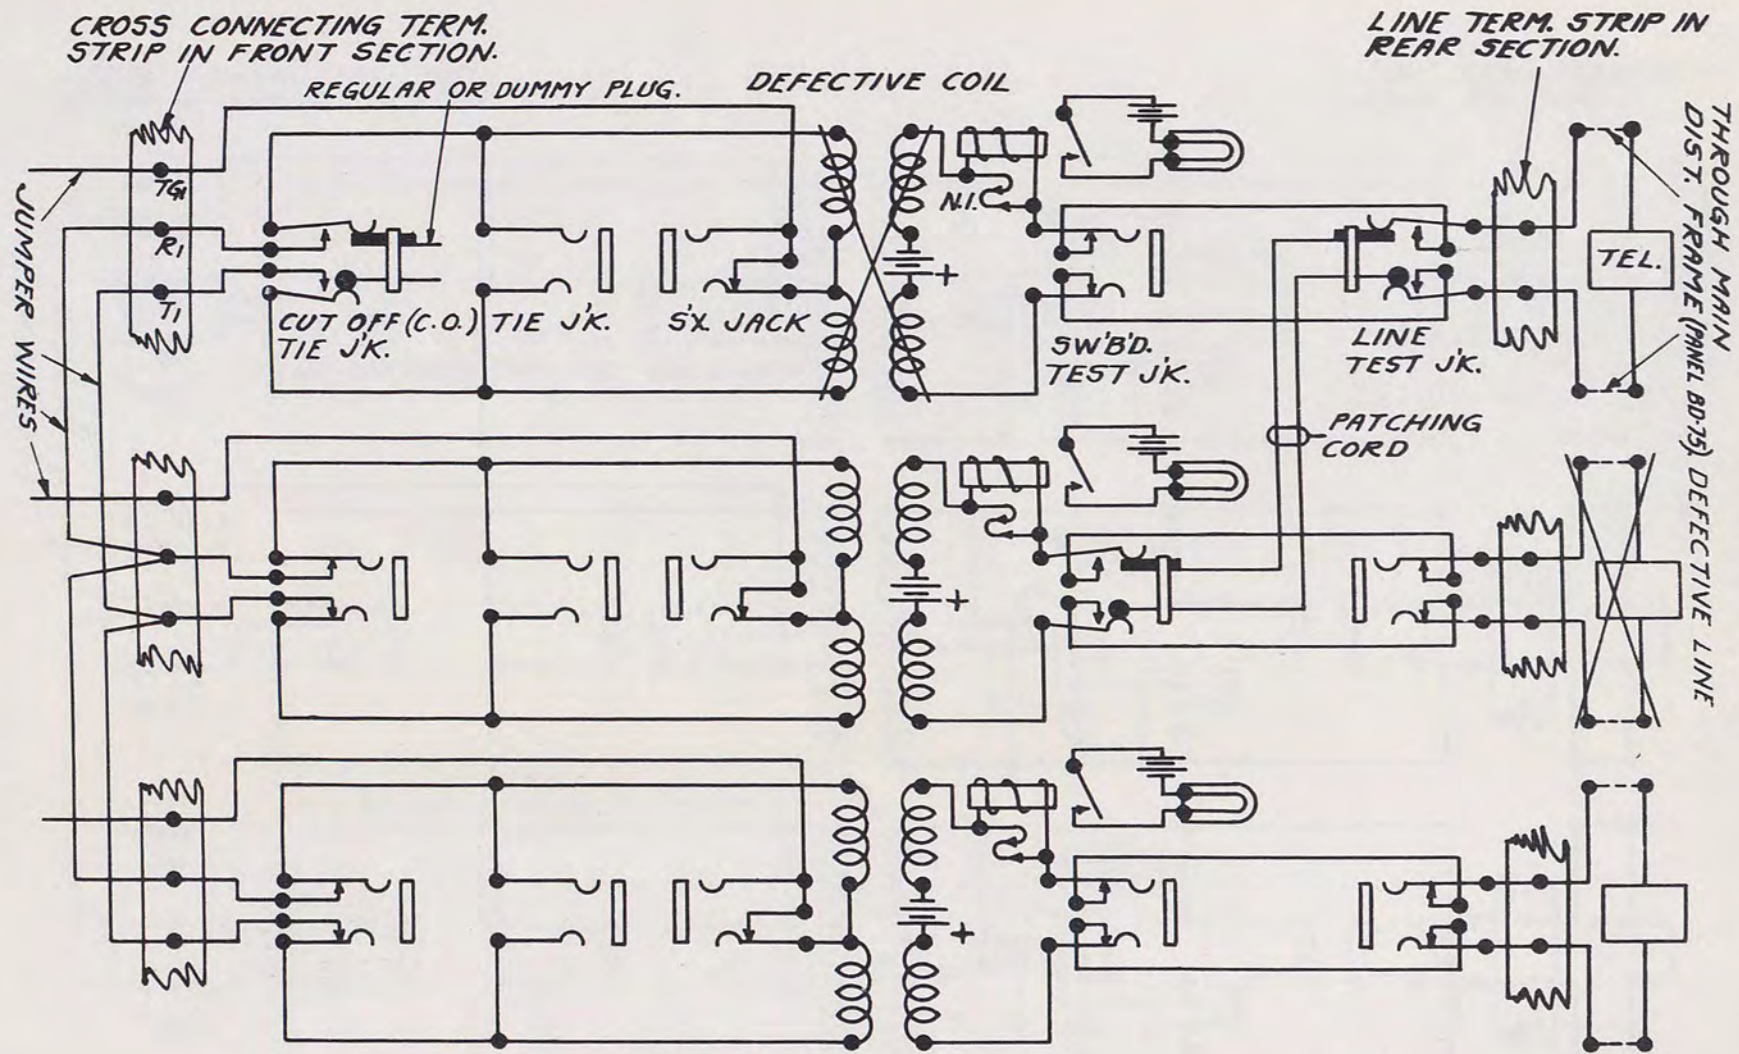 CROSS CONNECTING TERM.
STRIP IN FRONT SECTION.
REGULAR OR DUMMY PLUG.
DEFECTIVE COIL
LINE TERM. STRIP IN
REAR SECTION.
THROUGH MAIN
DIST. FRAME (PANEL BD-75) DEFECTIVE LINE
JUMPER WIRES
TG1
R1
T1
N.I.
+
TEL.
CUT OFF (C.O.)
TIE J'K.
TIE J'K.
S'X. JACK
SW'B'D.
TEST J'K.
LINE
TEST J'K.
PATCHING
CORD
+
+